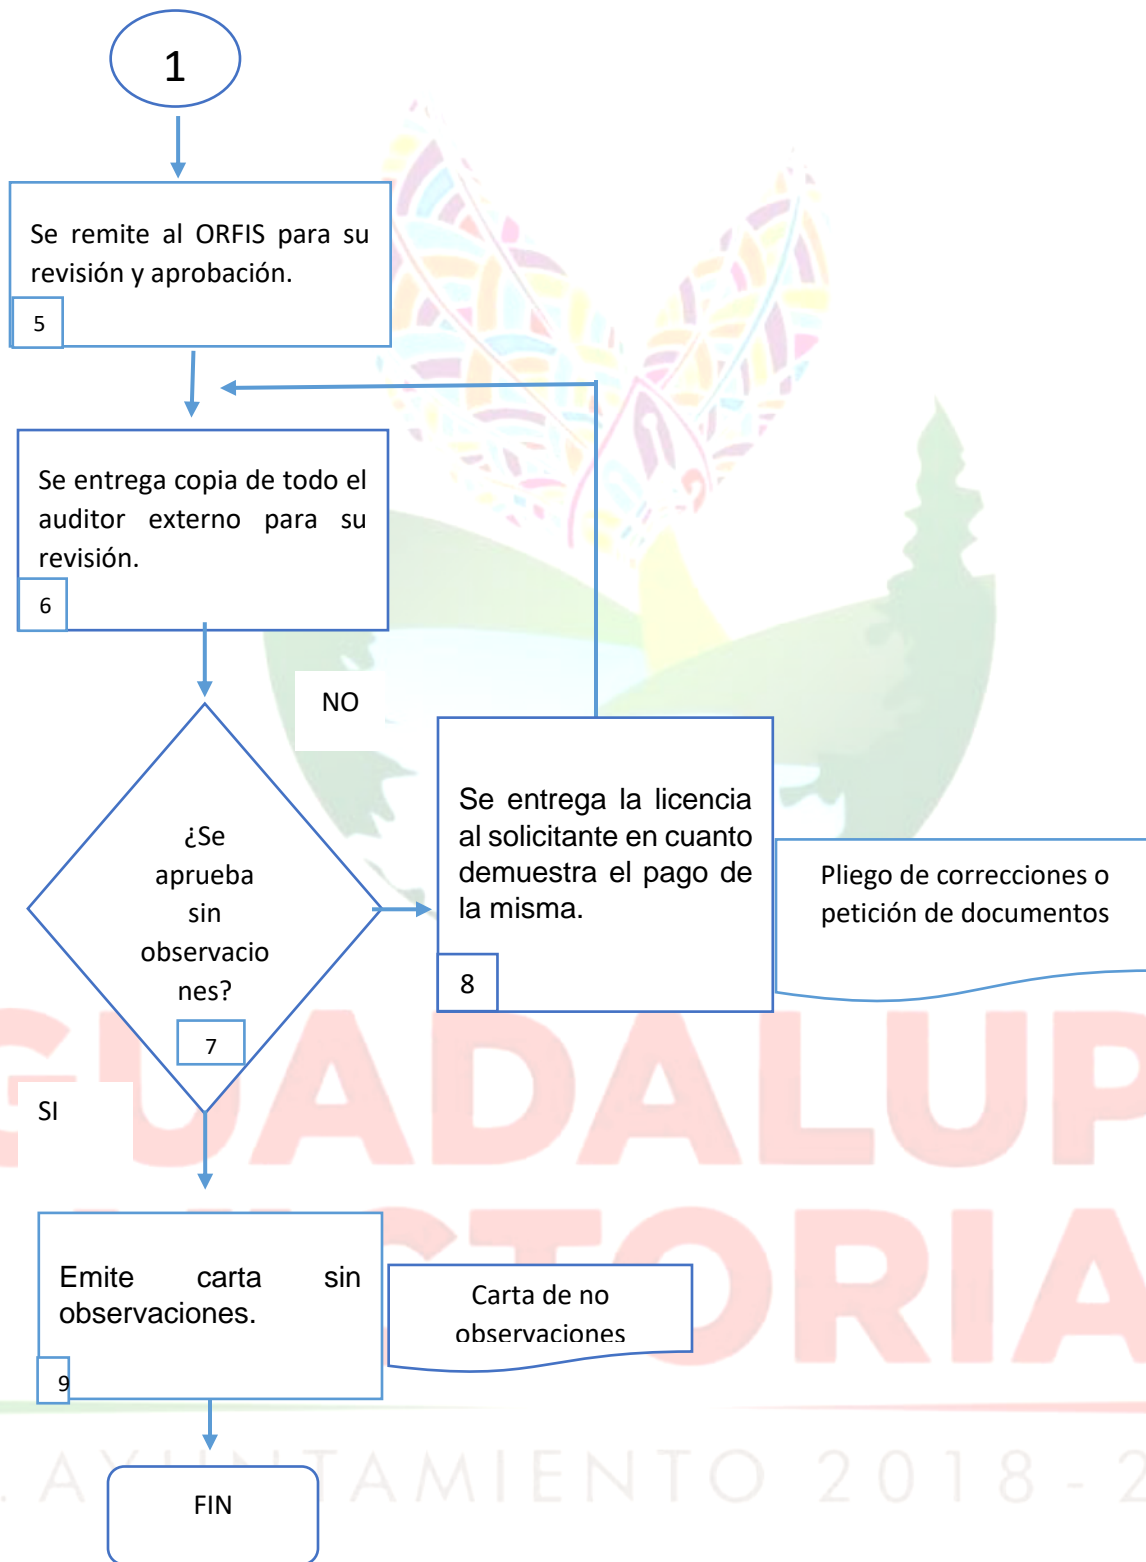 1
Se remite al ORFIS para su
revisión y aprobación.
5
Se entrega copia de todo el
auditor externo para su
revisión.
6
NO
¿Se
aprueba
sin
observacio
nes?
7
Se entrega la licencia
al solicitante en cuanto
demuestra el pago de
la misma.
8
Pliego de correcciones o
petición de documentos
SI
GUADALUP
VICTORIA
Emite carta sin
observaciones.
9
Carta de no
observaciones
. AYUNTAMIENTO 2018 - 2
FIN